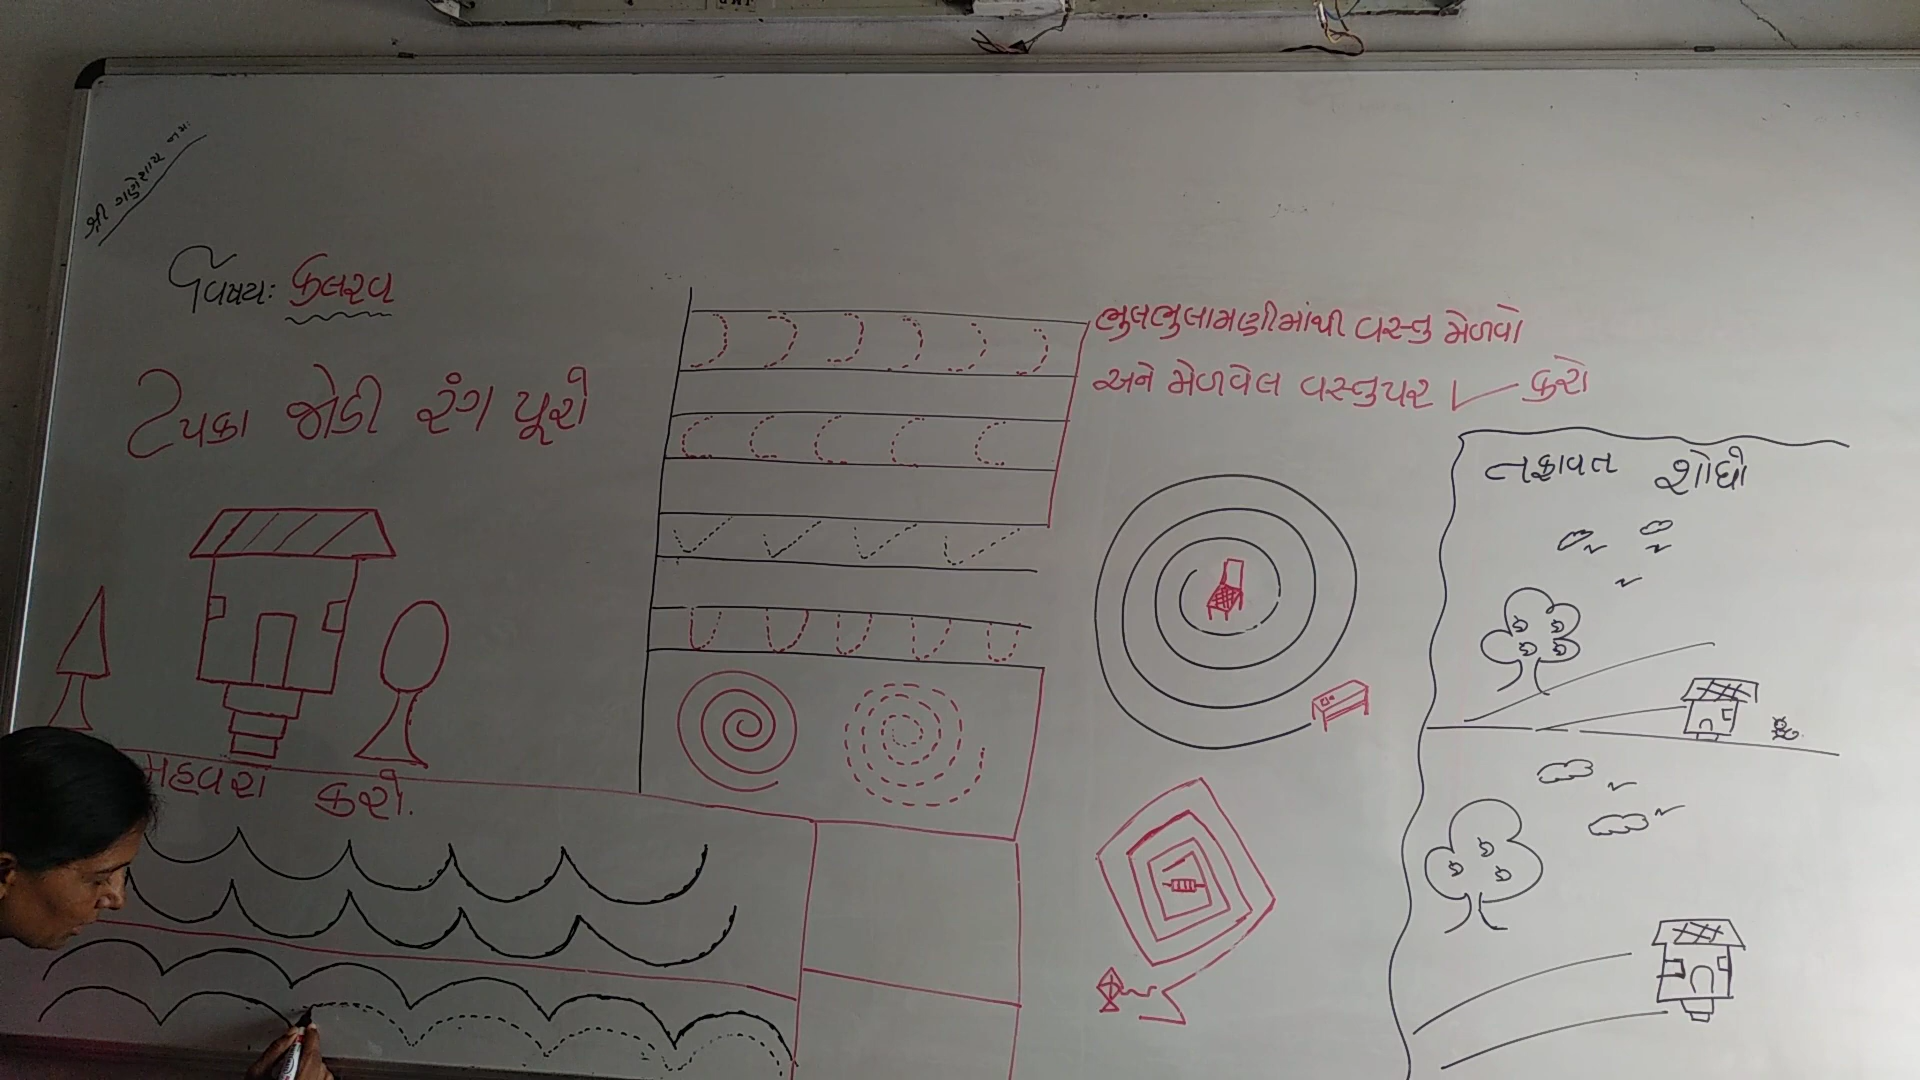 શ્રી ગણેશાય નમઃ
વિષયઃ કલરવ
ટપકા જોડી રંગ પૂરો
ભુલભુલામણીમાંથી વસ્તુ મેળવો
અને મેળવેલ વસ્તુપર ✓ કરો
તફાવત શોધો
મહાવરા કરો.